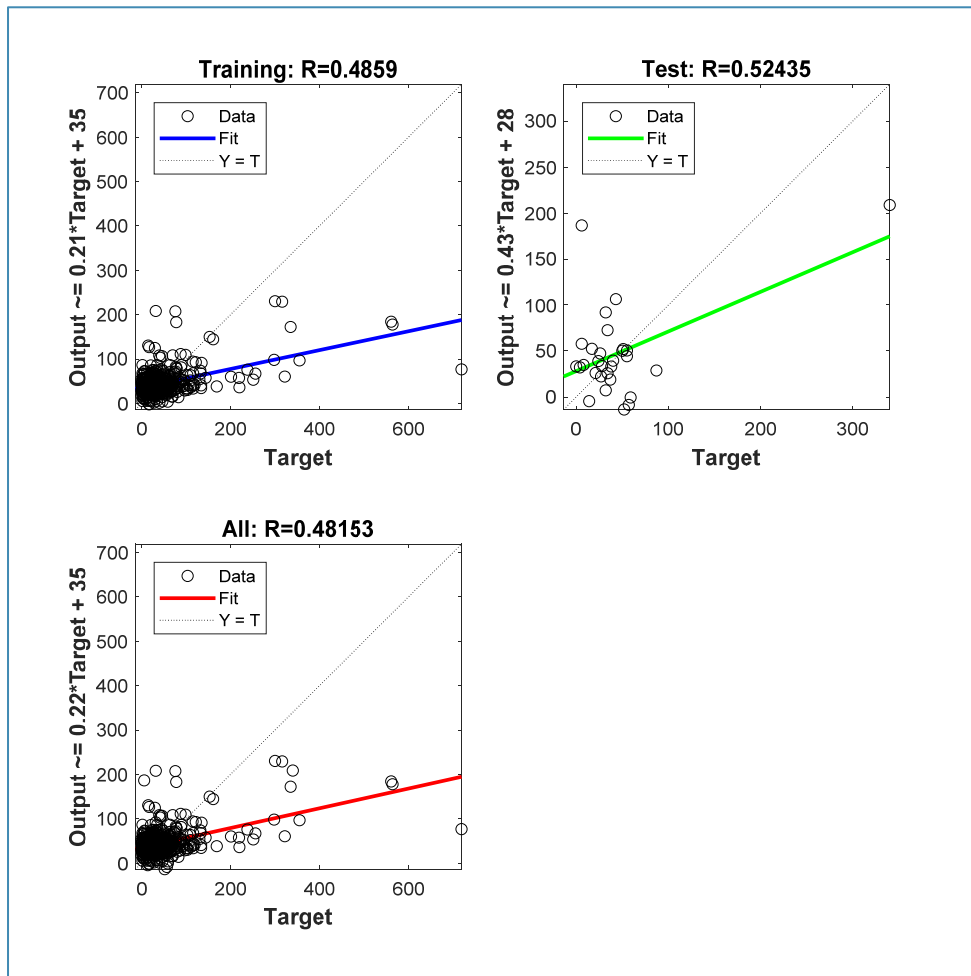 Training: R=0.4859
Output ~= 0.21*Target + 35
700
600
500
400
300
200
100
0
Data
Fit
Y = T
0 200 400 600
Target
Test: R=0.52435
Output ~= 0.43*Target + 28
300
250
200
150
100
50
0
Data
Fit
Y = T
0 100 200 300
Target
All: R=0.48153
Output ~= 0.22*Target + 35
700
600
500
400
300
200
100
0
Data
Fit
Y = T
0 200 400 600
Target